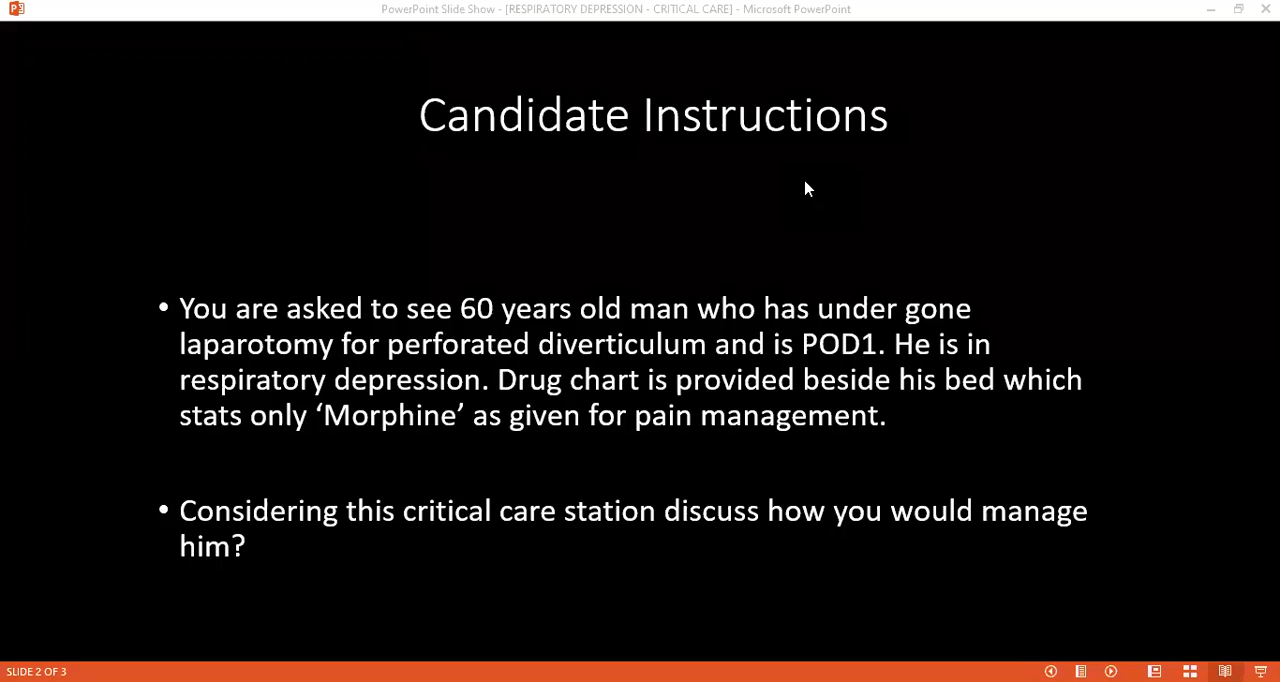 PowerPoint Slide Show - [RESPIRATORY DEPRESSION - CRITICAL CARE] - Microsoft PowerPoint
Candidate Instructions
• You are asked to see 60 years old man who has under gone
laparotomy for perforated diverticulum and is POD1. He is in
respiratory depression. Drug chart is provided beside his bed which
stats only ‘Morphine’ as given for pain management.
• Considering this critical care station discuss how you would manage
him?
SLIDE 2 OF 3